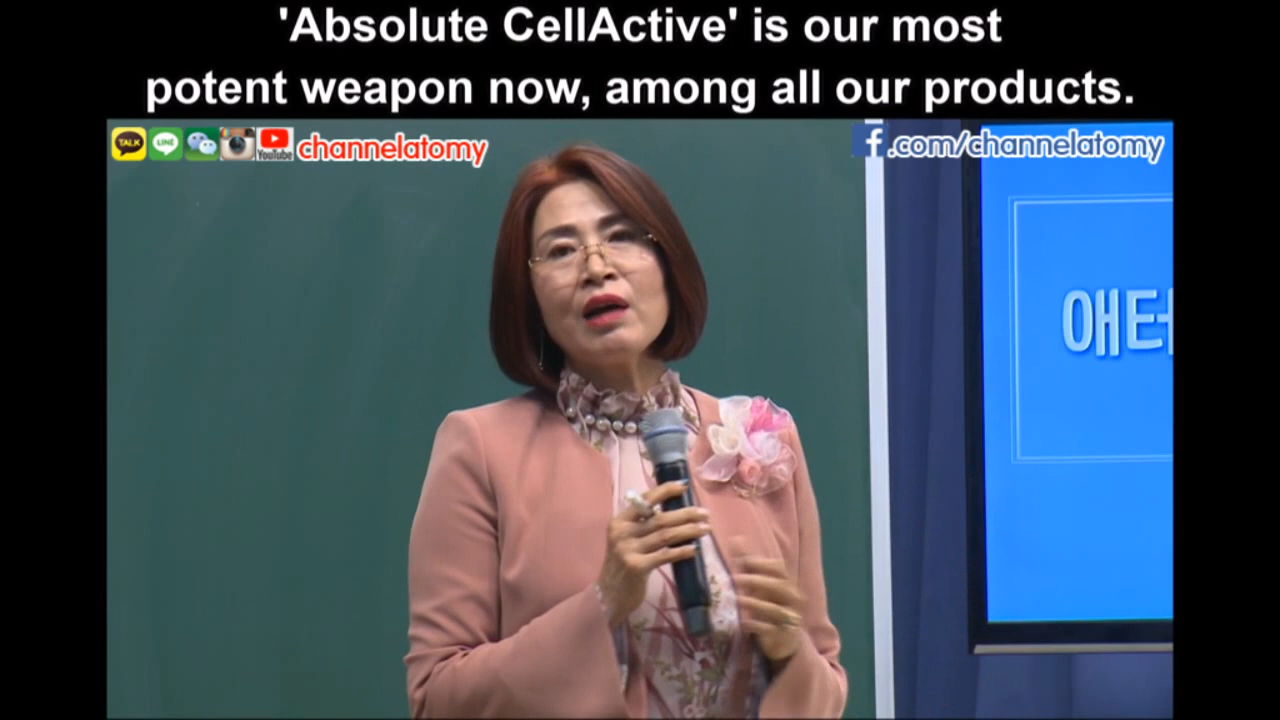 'Absolute CellActive' is our most
potent weapon now, among all our products.
TALK
LINE
YouTube
channelatomy
f.com/channelatomy
애터